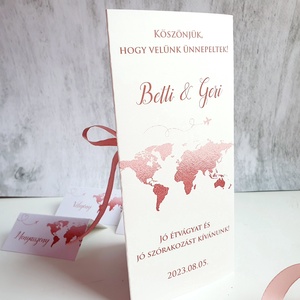 KÖSZÖNJÜK,
HOGY VELÜNK ÜNNEPELTEK!
Betti & Geri
JÓ ÉTVÁGYAT ÉS
JÓ SZÓRAKOZÁST KÍVÁNUNK!
2023.08.05.